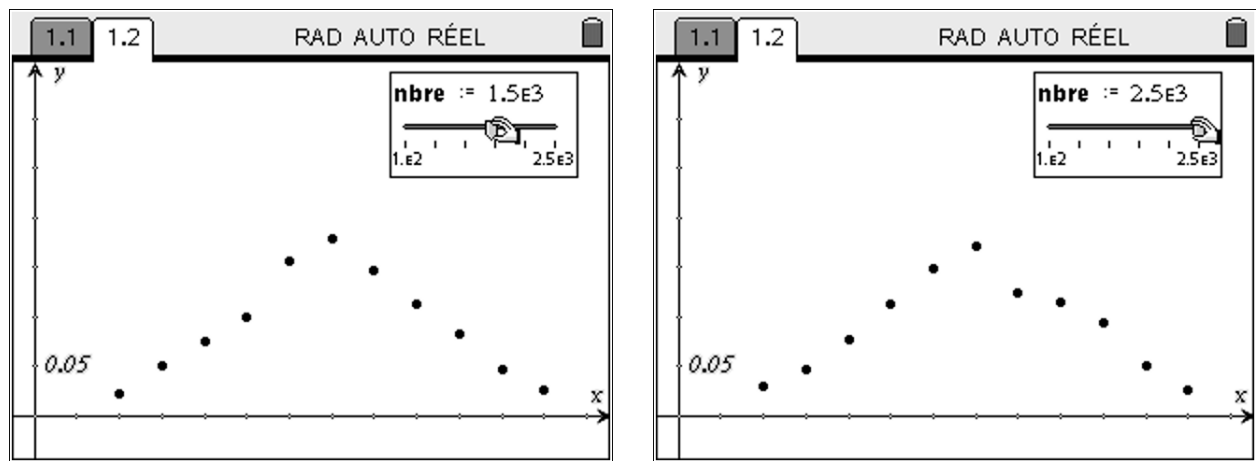 1.1 1.2 RAD AUTO RÉEL
y
nbre := 1.5E3
1.E2 2.5E3
0.05
x
1.1 1.2 RAD AUTO RÉEL
y
nbre := 2.5E3
1.E2 2.5E3
0.05
x